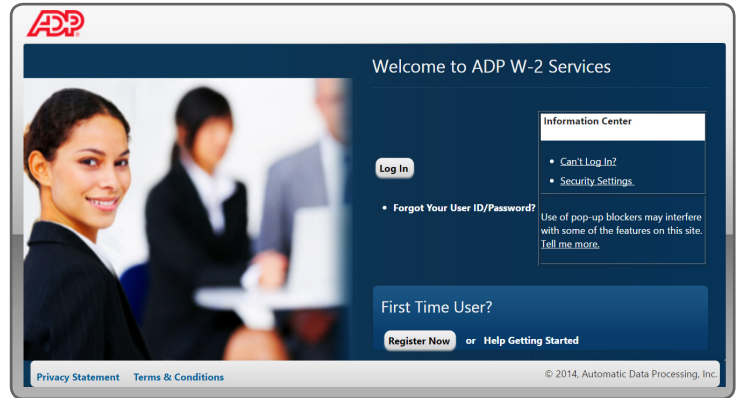 ADP
Welcome to ADP W-2 Services
Information Center
Can't Log In?
Security Settings
Log In
Forgot Your User ID/Password?
Use of pop-up blockers may interfere
with some of the features on this site.
Tell me more.
First Time User?
Register Now or Help Getting Started
Privacy Statement Terms & Conditions
© 2014, Automatic Data Processing, Inc.